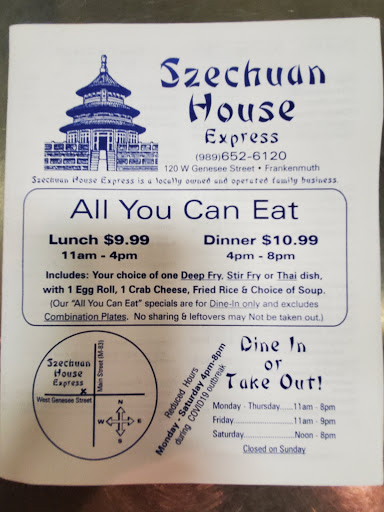 Szechuan
House
Express
(989)652-6120
120 W Genesee Street • Frankenmuth
Szechuan House Express is a locally owned and operated family business.
All You Can Eat
Lunch $9.99
11am - 4pm
Dinner $10.99
4pm - 8pm
Includes: Your choice of one Deep Fry, Stir Fry or Thai dish,
with 1 Egg Roll, 1 Crab Cheese, Fried Rice & Choice of Soup.
(Our "All You Can Eat" specials are for Dine-In only and excludes
Combination Plates. No sharing & leftovers may Not be taken out.)
Szechuan
House
Express
X
Main Street (M-83)
West Genesee Street
N
W E
S
Reduced Hours
Monday - Saturday 4pm-8pm
during COVID19 outbreak
Dine In
or
Take Out!
Monday - Thursday......11am - 8pm
Friday..........................11am - 9pm
Saturday......................Noon - 8pm
Closed on Sunday